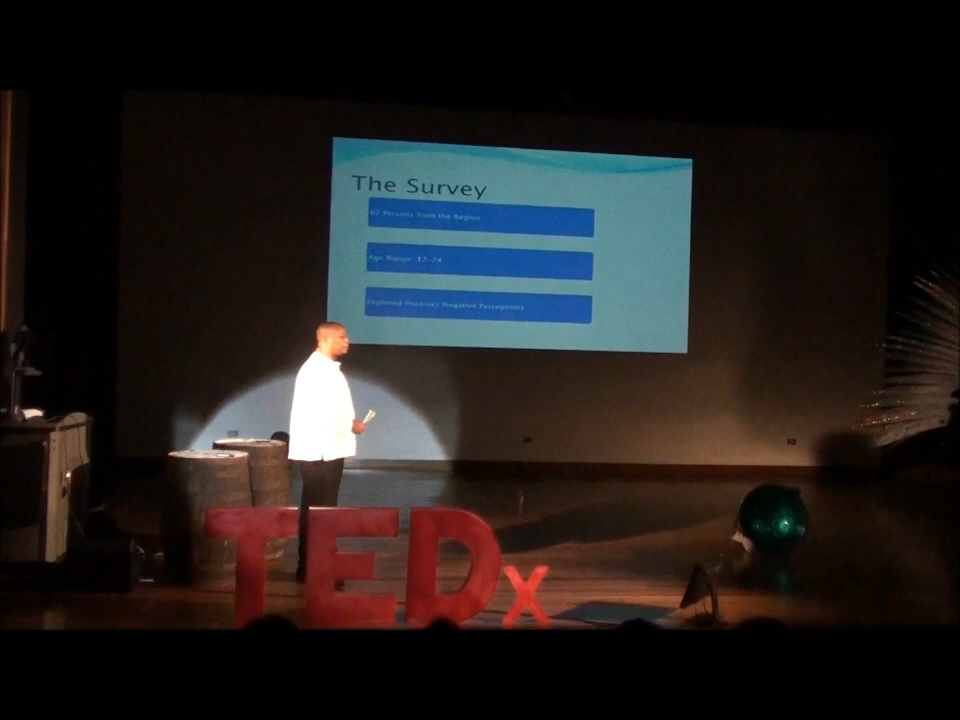 The Survey
62 Persons from the Region
Age Range: 17-74
Explored Positive/ Negative Perceptions
TEDx